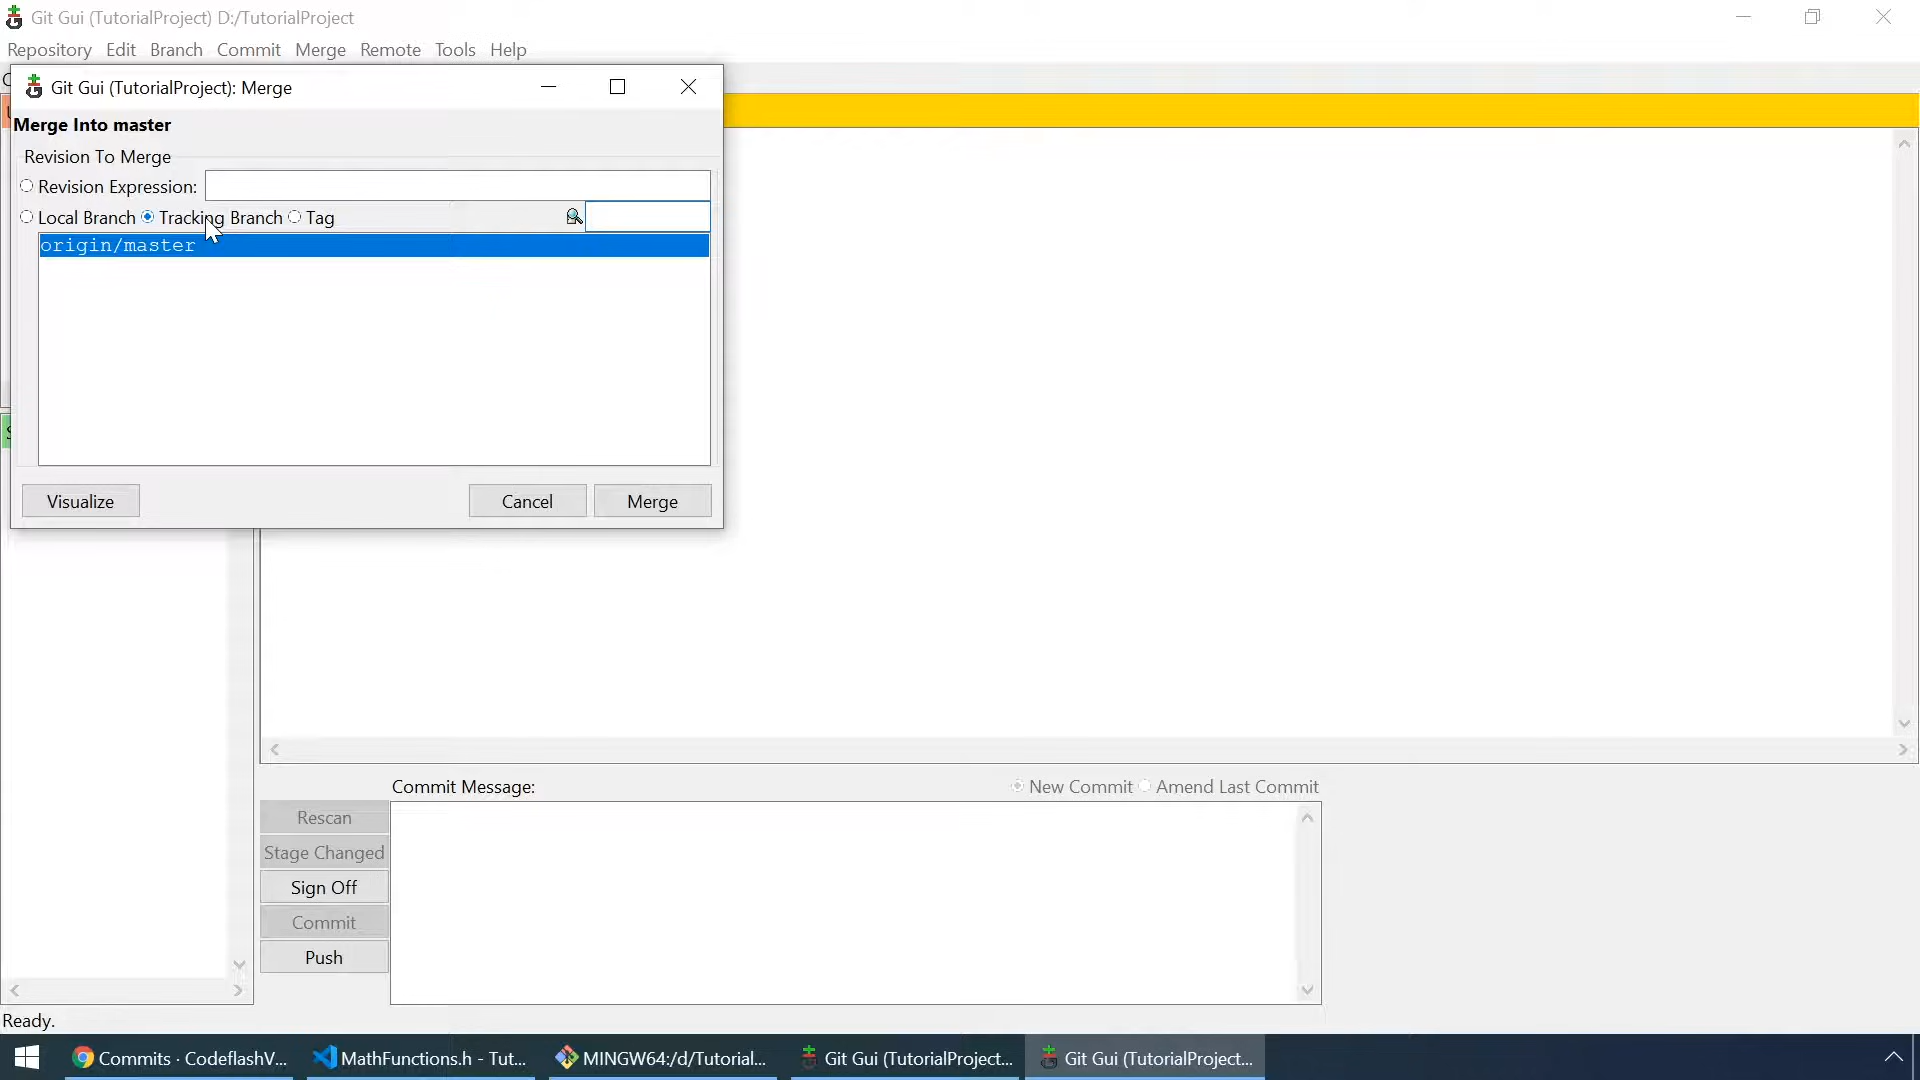 Git Gui (TutorialProject) D:/TutorialProject
Repository Edit Branch Commit Merge Remote Tools Help
Git Gui (TutorialProject): Merge
Merge Into master
Revision To Merge
Revision Expression:
Local Branch Tracking Branch Tag
origin/master
Visualize Cancel Merge
Commit Message: New Commit Amend Last Commit
Rescan
Stage Changed
Sign Off
Commit
Push
Ready.
Commits · CodeflashV... MathFunctions.h - Tut... MINGW64:/d/Tutorial... Git Gui (TutorialProject... Git Gui (TutorialProject...